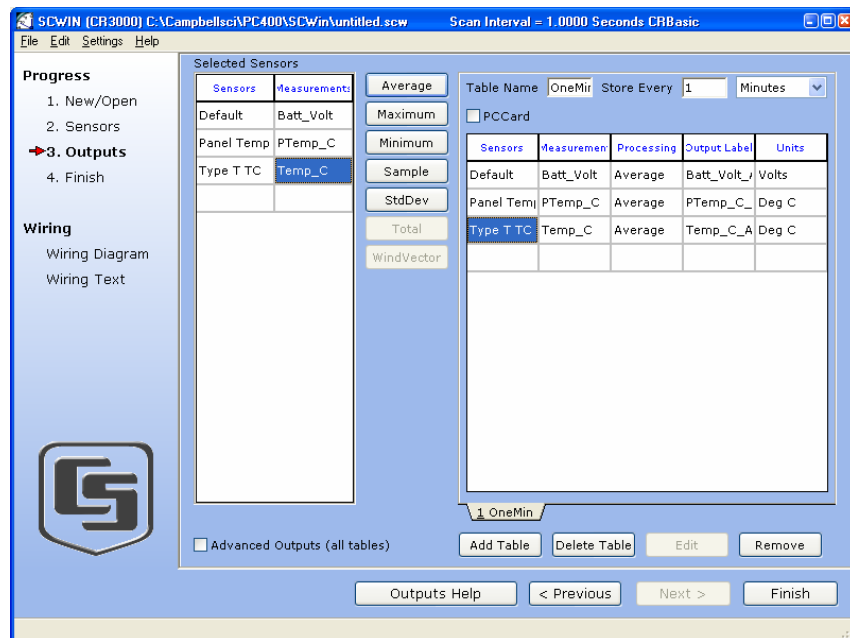 SCWIN (CR3000) C:\Campbellsci\PC400\SCWin\untitled.scw Scan Interval = 1.0000 Seconds CRBasic
File Edit Settings Help
Progress
1. New/Open
2. Sensors
3. Outputs
4. Finish
Wiring
Wiring Diagram
Wiring Text
CS
Selected Sensors
Sensors Measurements
Default Batt_Volt
Panel Temp PTemp_C
Type T TC Temp_C
Average
Maximum
Minimum
Sample
StdDev
Total
WindVector
Advanced Outputs (all tables)
Table Name OneMin Store Every 1 Minutes
PCCard
Sensors Measuremen Processing Output Label Units
Default Batt_Volt Average Batt_Volt_A Volts
Panel Temp PTemp_C Average PTemp_C_ Deg C
Type T TC Temp_C Average Temp_C_A Deg C
1 OneMin
Add Table Delete Table Edit Remove
Outputs Help < Previous Next > Finish